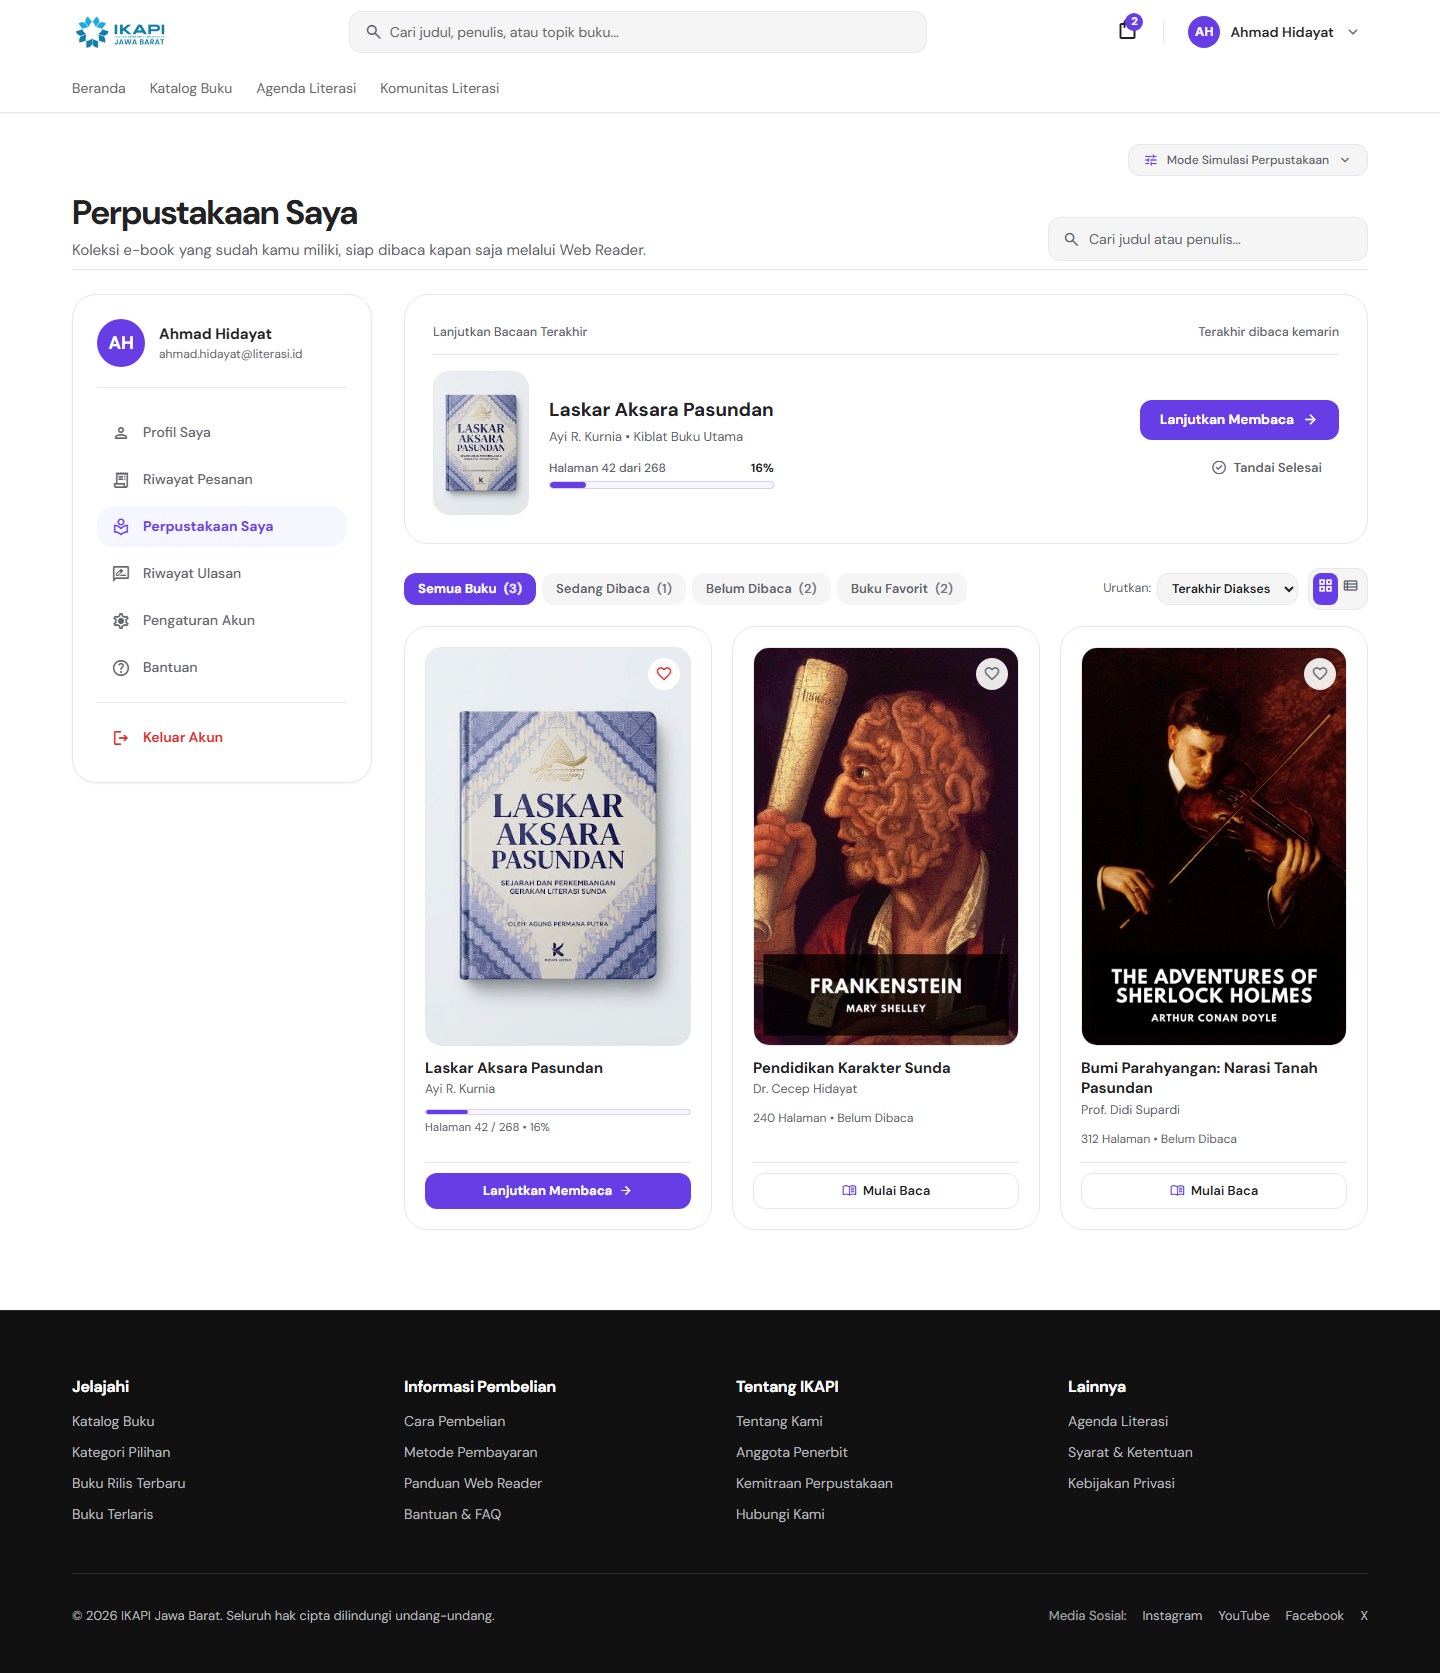 IKAPI
JAWA BARAT
Cari judul, penulis, atau topik buku...
2
AH
Ahmad Hidayat
Beranda
Katalog Buku
Agenda Literasi
Komunitas Literasi
Mode Simulasi Perpustakaan
Perpustakaan Saya
Koleksi e-book yang sudah kamu miliki, siap dibaca kapan saja melalui Web Reader.
Cari judul atau penulis...
AH
Ahmad Hidayat
ahmad.hidayat@literasi.id
Profil Saya
Riwayat Pesanan
Perpustakaan Saya
Riwayat Ulasan
Pengaturan Akun
Bantuan
Keluar Akun
Lanjutkan Bacaan Terakhir
Terakhir dibaca kemarin
LASKAR
AKSARA
PASUNDAN
Laskar Aksara Pasundan
Ayi R. Kurnia • Kiblat Buku Utama
Halaman 42 dari 268
16%
Lanjutkan Membaca
Tandai Selesai
Semua Buku (3)
Sedang Dibaca (1)
Belum Dibaca (2)
Buku Favorit (2)
Urutkan:
Terakhir Diakses
LASKAR
AKSARA
PASUNDAN
SEJARAH DAN PERKEMBANGAN
GERAKAN LITERASI SUNDA
OLEH: AGUNG PERMANA PUTRA
K
Laskar Aksara Pasundan
Ayi R. Kurnia
Halaman 42 / 268 • 16%
Lanjutkan Membaca
FRANKENSTEIN
MARY SHELLEY
Pendidikan Karakter Sunda
Dr. Cecep Hidayat
240 Halaman • Belum Dibaca
Mulai Baca
THE ADVENTURES OF
SHERLOCK HOLMES
ARTHUR CONAN DOYLE
Bumi Parahyangan: Narasi Tanah
Pasundan
Prof. Didi Supardi
312 Halaman • Belum Dibaca
Mulai Baca
Jelajahi
Katalog Buku
Kategori Pilihan
Buku Rilis Terbaru
Buku Terlaris
Informasi Pembelian
Cara Pembelian
Metode Pembayaran
Panduan Web Reader
Bantuan & FAQ
Tentang IKAPI
Tentang Kami
Anggota Penerbit
Kemitraan Perpustakaan
Hubungi Kami
Lainnya
Agenda Literasi
Syarat & Ketentuan
Kebijakan Privasi
© 2026 IKAPI Jawa Barat. Seluruh hak cipta dilindungi undang-undang.
Media Sosial:
Instagram
YouTube
Facebook
X